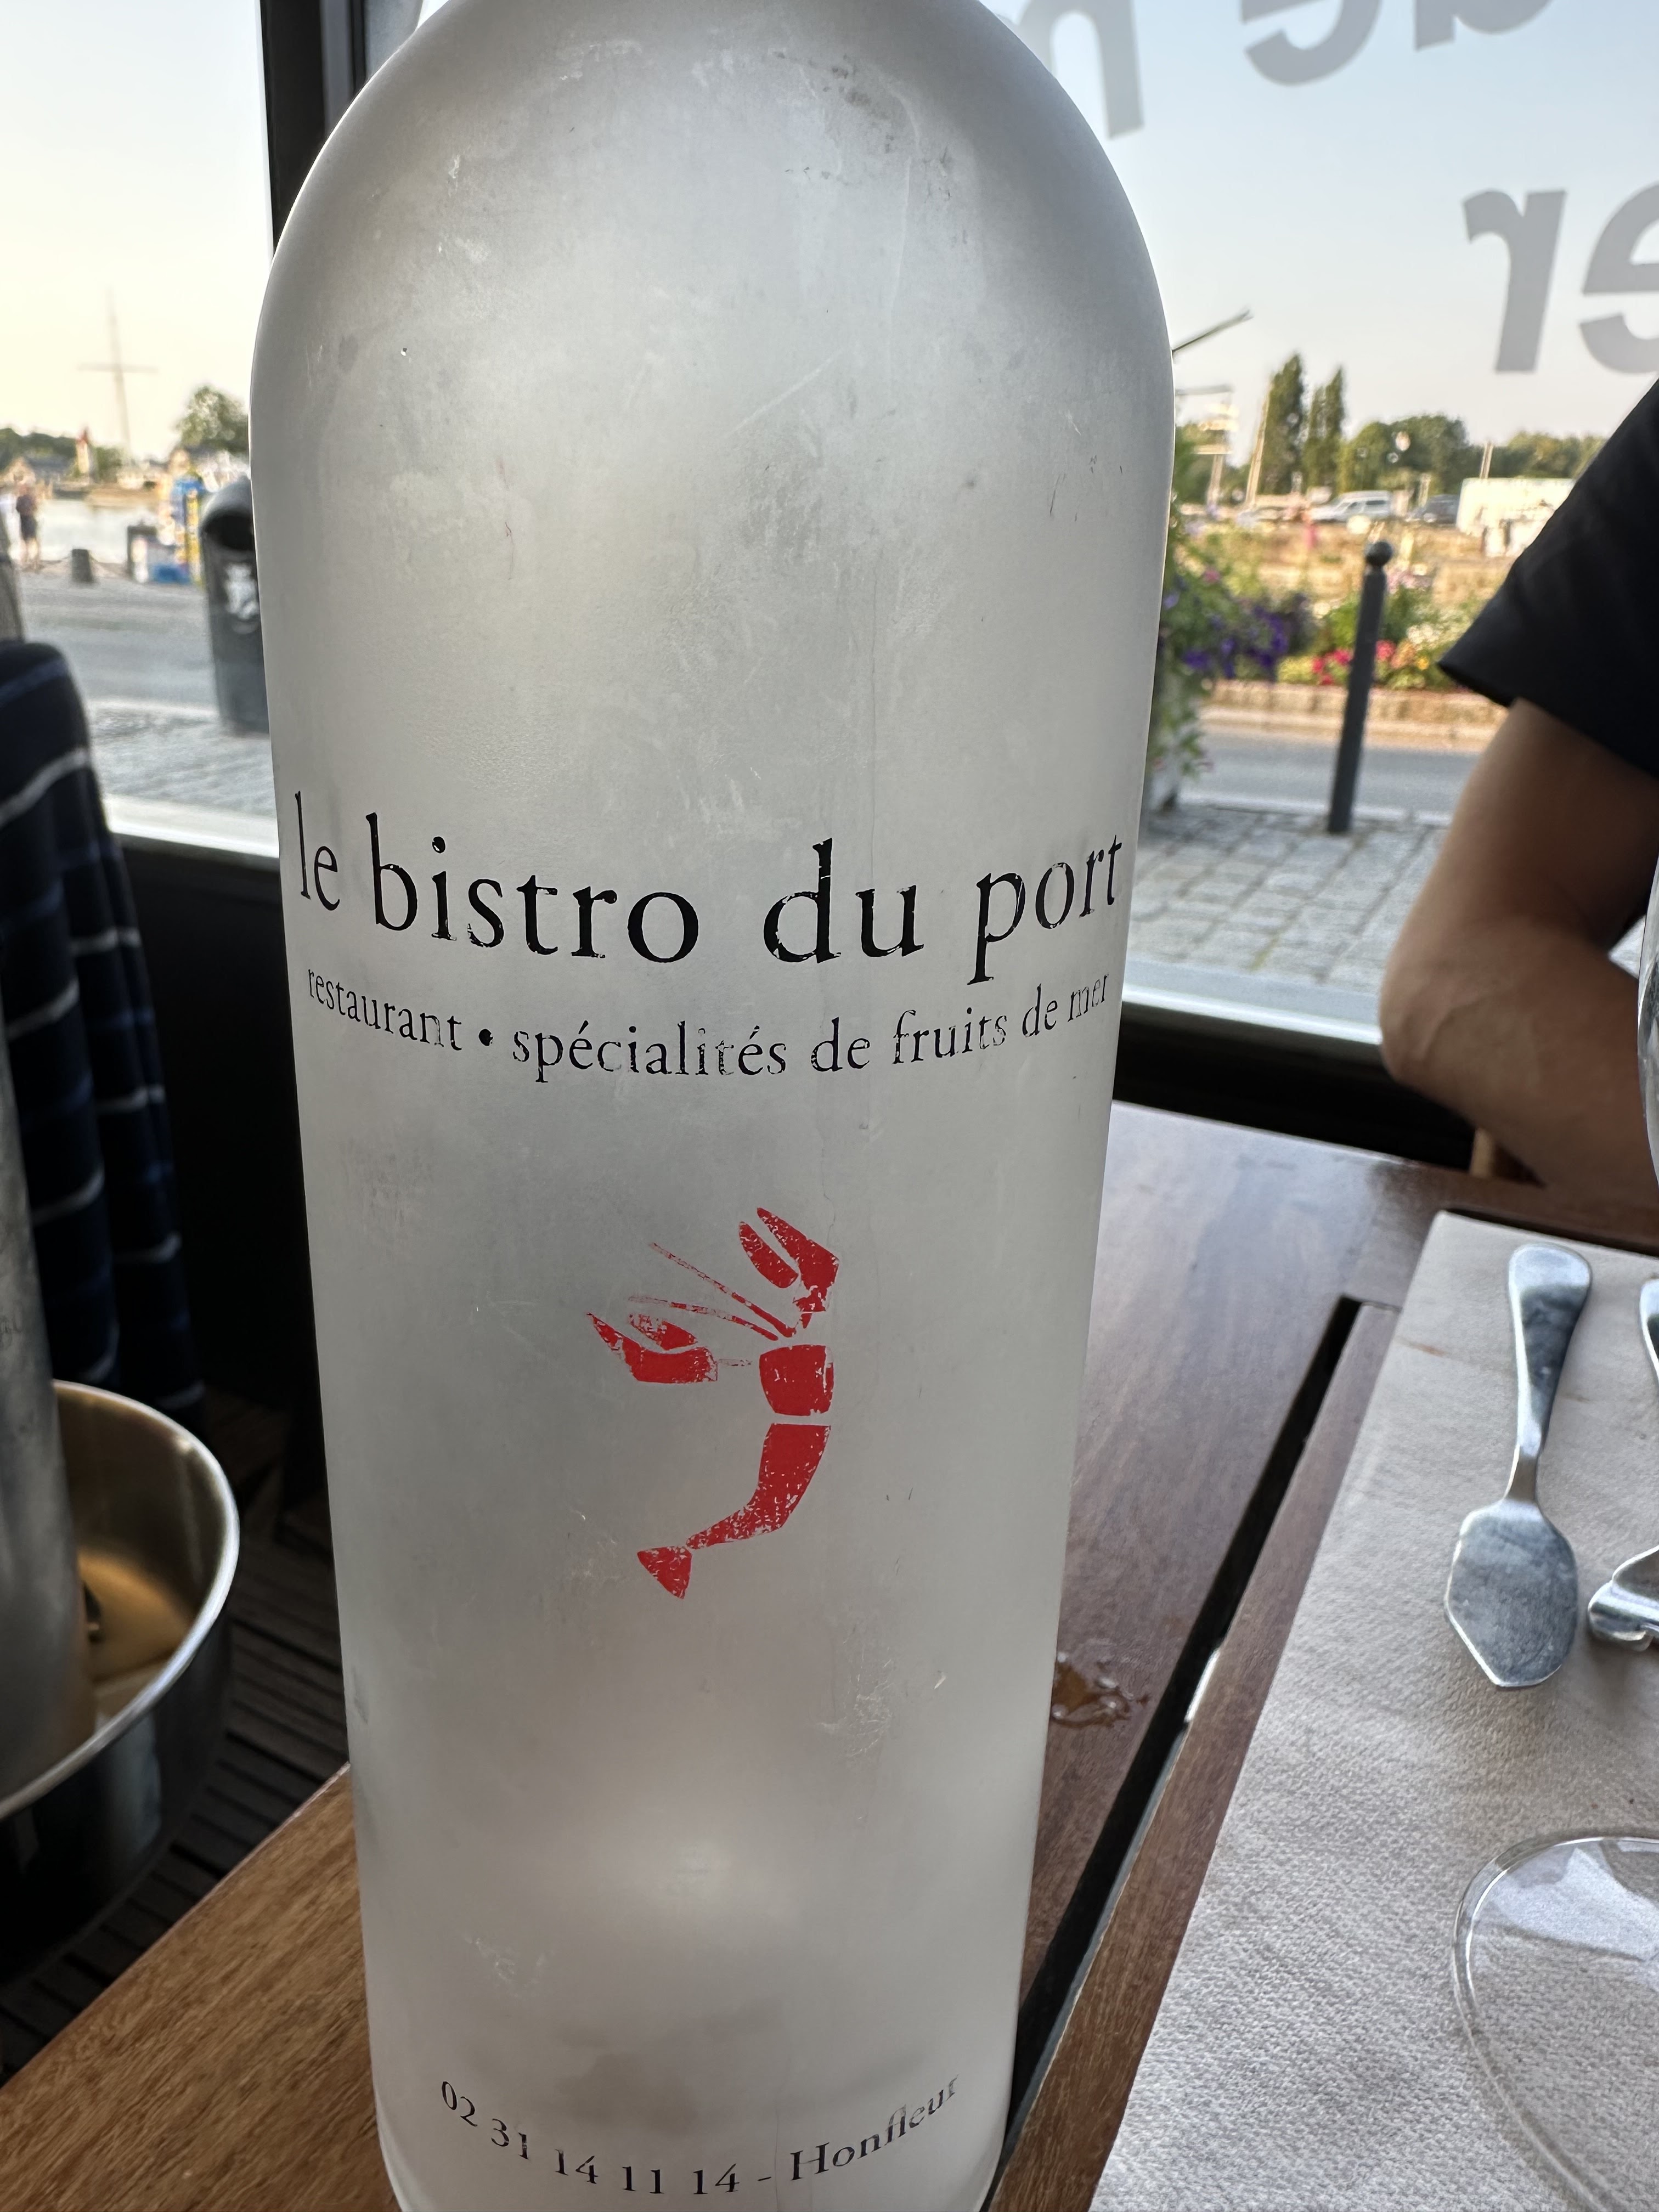 le bistro du port
restaurant • spécialités de fruits de mer
02 31 14 11 14 - Honfleur